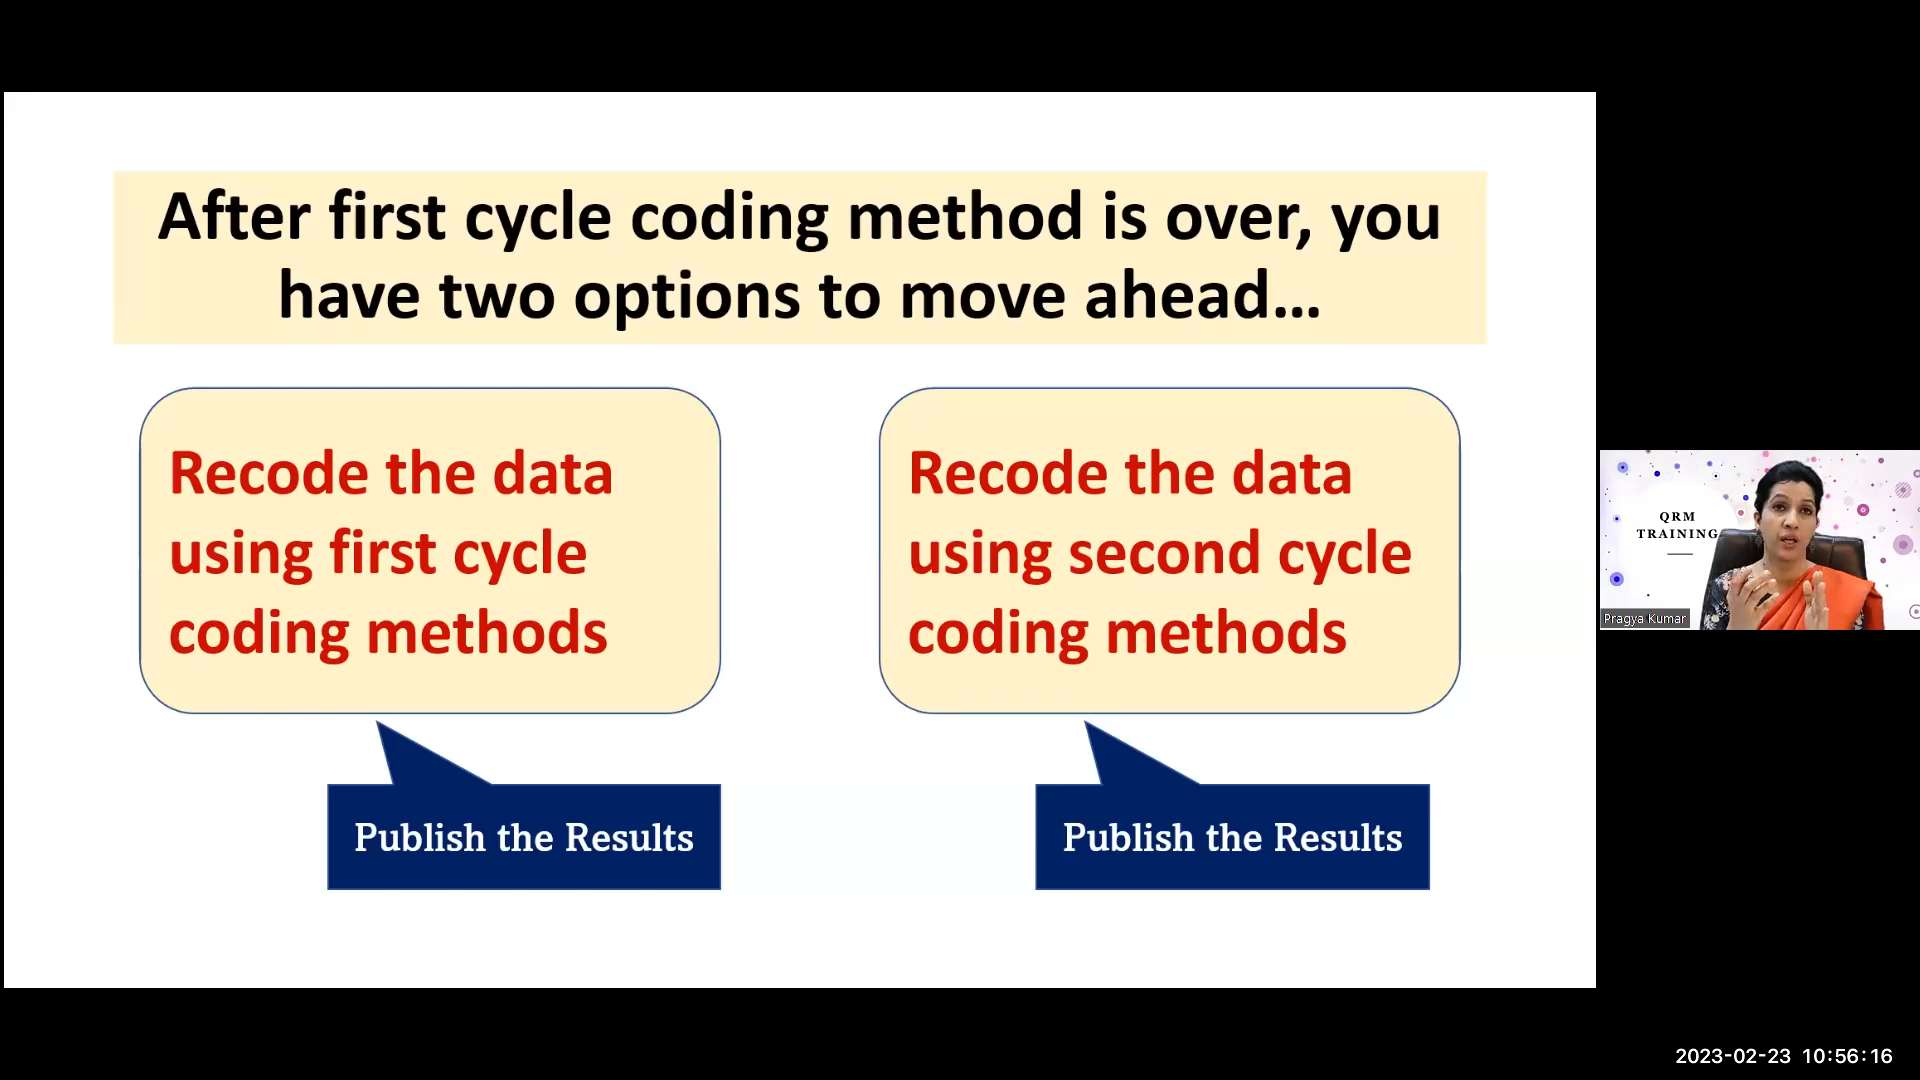 After first cycle coding method is over, you
have two options to move ahead...
Recode the data
using first cycle
coding methods
Recode the data
using second cycle
coding methods
Publish the Results
Publish the Results
QRM
TRAINING
Pragya Kumar
2023-02-23 10:56:16